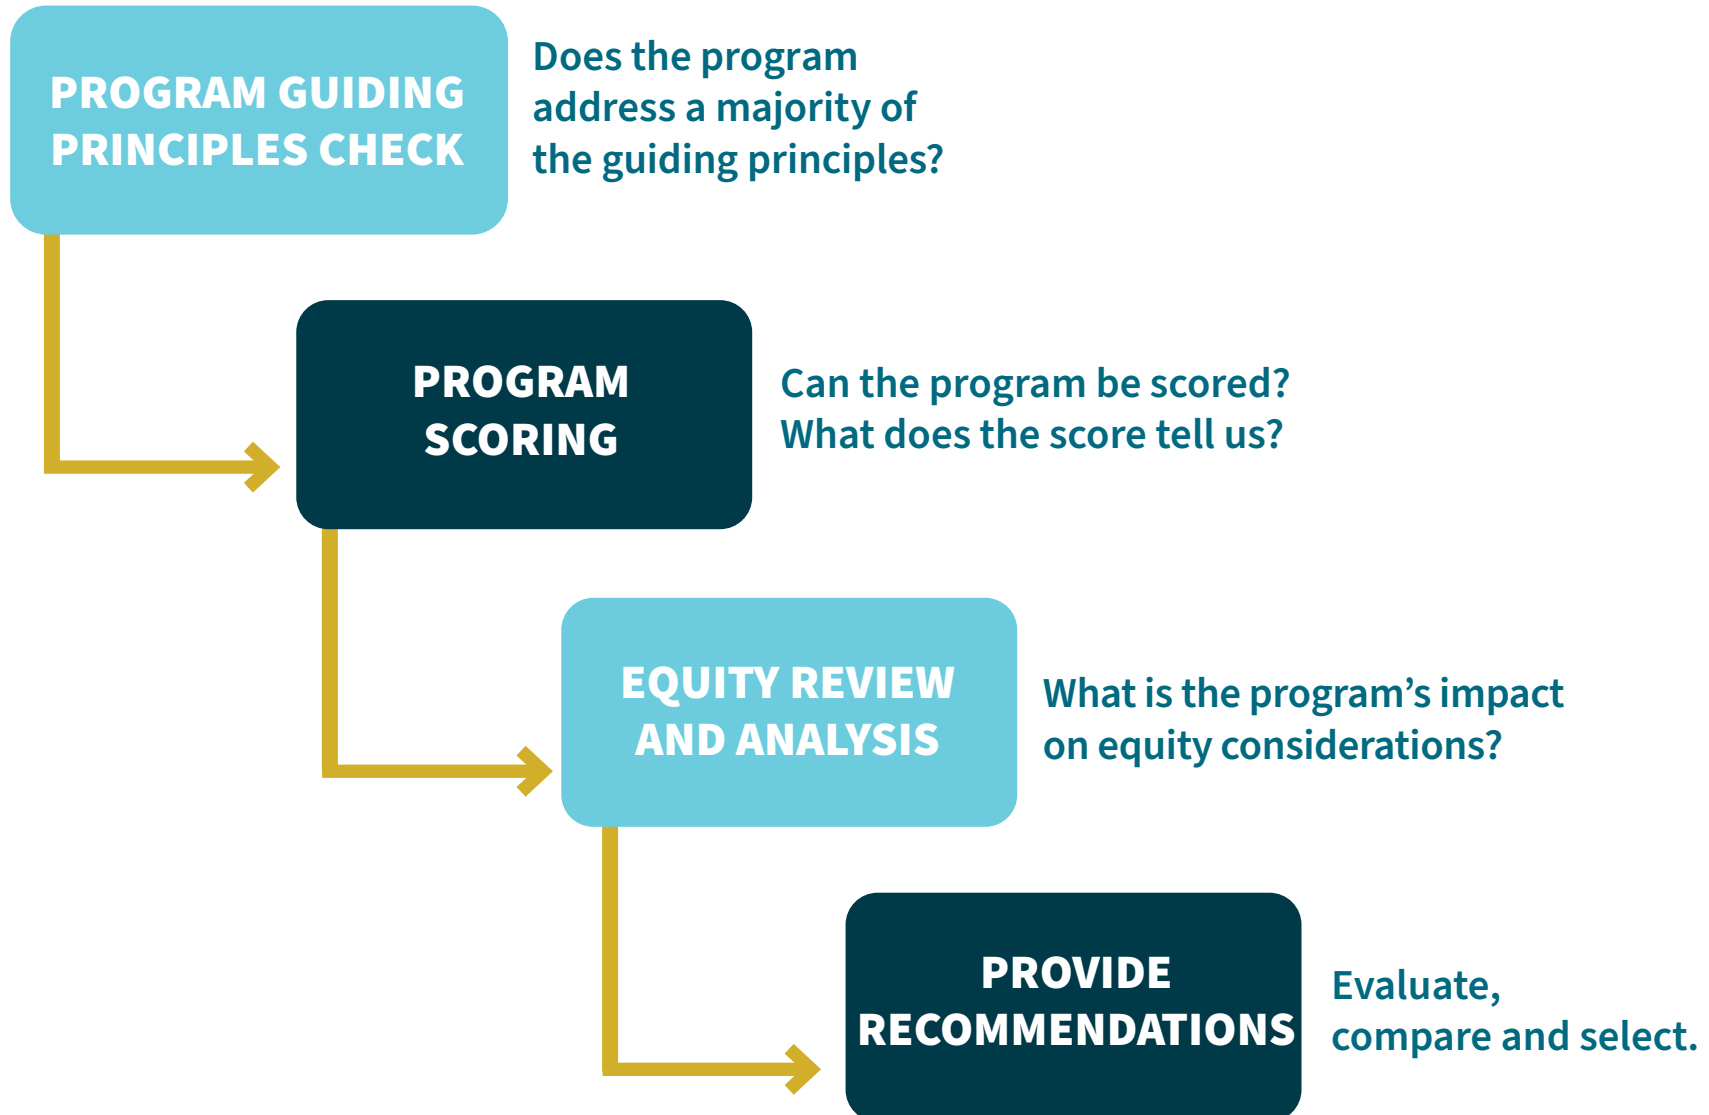 PROGRAM GUIDING
PRINCIPLES CHECK
Does the program
address a majority of
the guiding principles?
PROGRAM
SCORING
Can the program be scored?
What does the score tell us?
EQUITY REVIEW
AND ANALYSIS
What is the program’s impact
on equity considerations?
PROVIDE
RECOMMENDATIONS
Evaluate,
compare and select.